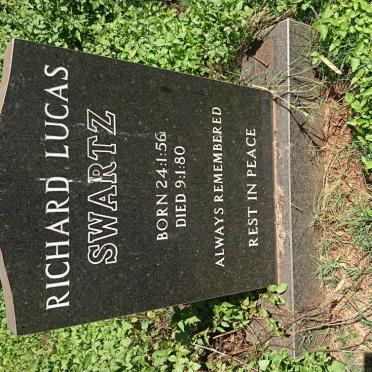 RICHARD LUCAS
SWARTZ
BORN 24:1:56
DIED 9:1:80
ALWAYS REMEMBERED
REST IN PEACE